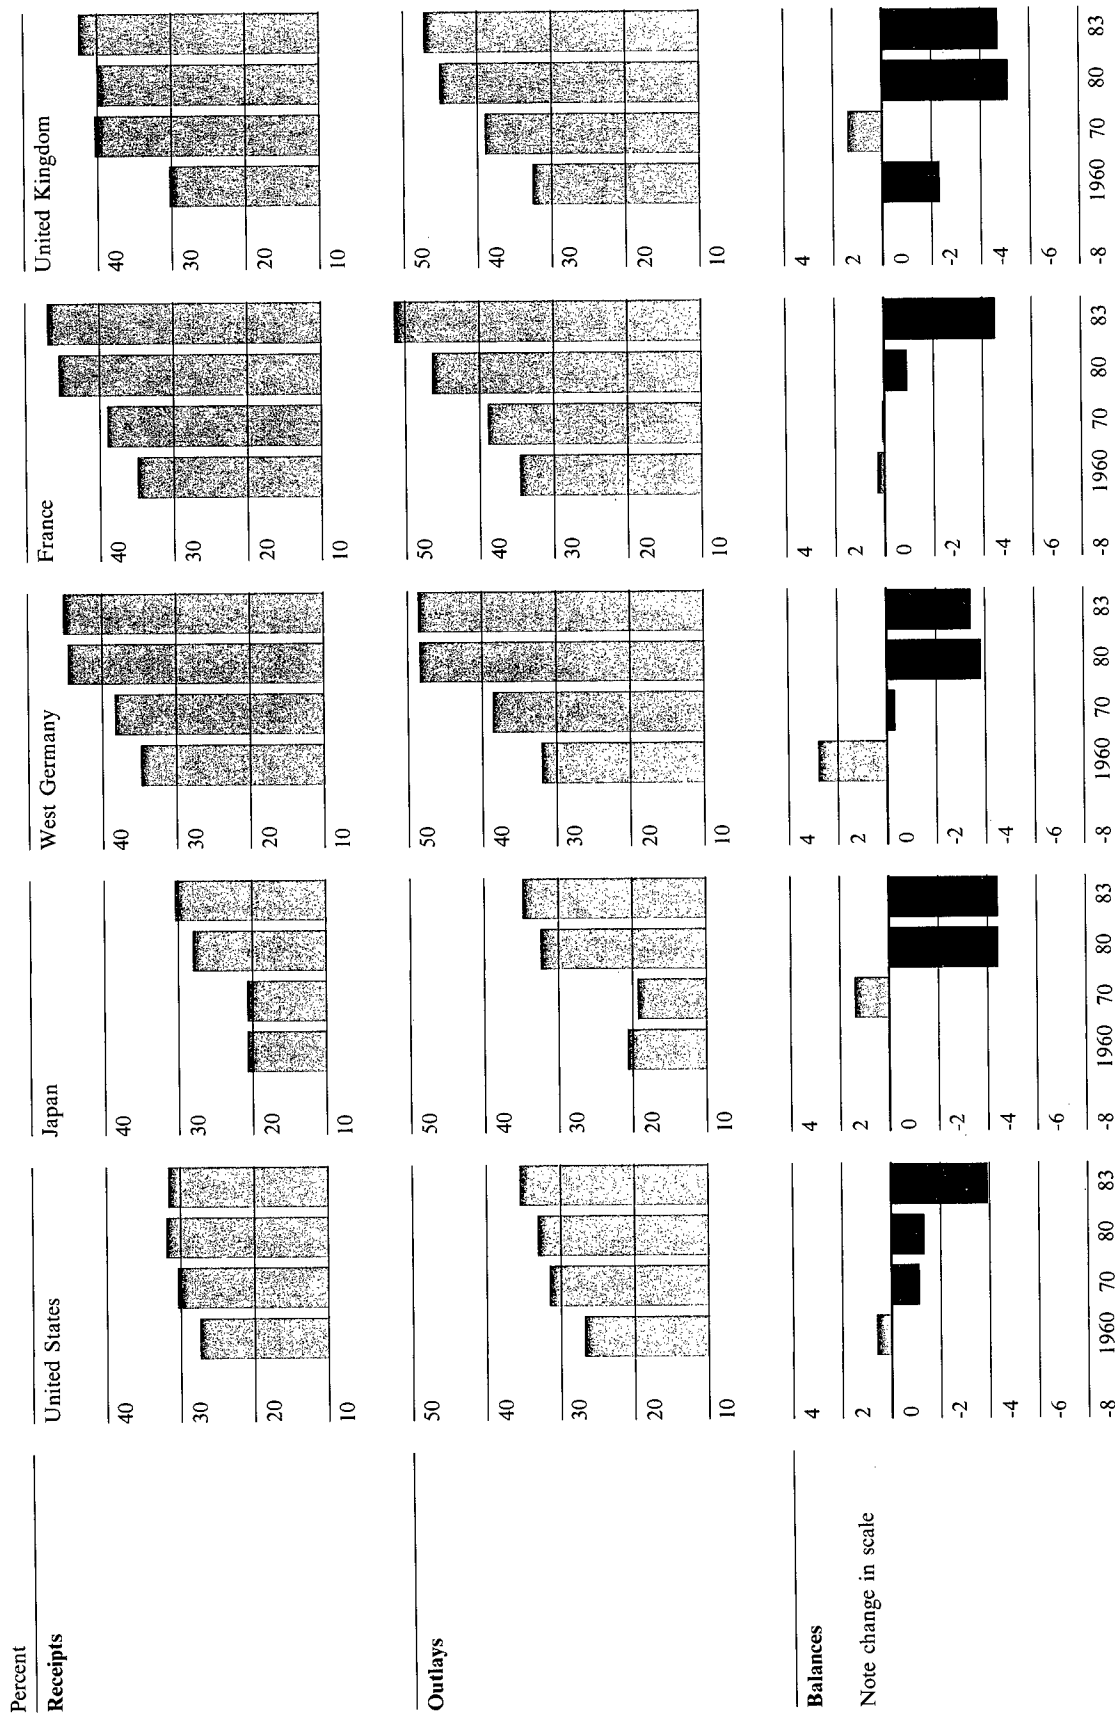 Percent
Receipts
United States
Japan
West Germany
France
United Kingdom
40 40 40 40 40
30 30 30 30 30
20 20 20 20 20
10 10 10 10 10
Outlays
50 50 50 50 50
40 40 40 40 40
30 30 30 30 30
20 20 20 20 20
10 10 10 10 10
Balances
4 4 4 4 4
2 2 2 2 2
Note change in scale
0 0 0 0 0
-2 -2 -2 -2 -2
-4 -4 -4 -4 -4
-6 -6 -6 -6 -6
-8 1960 70 80 83 -8 1960 70 80 83 -8 1960 70 80 83 -8 1960 70 80 83 -8 1960 70 80 83